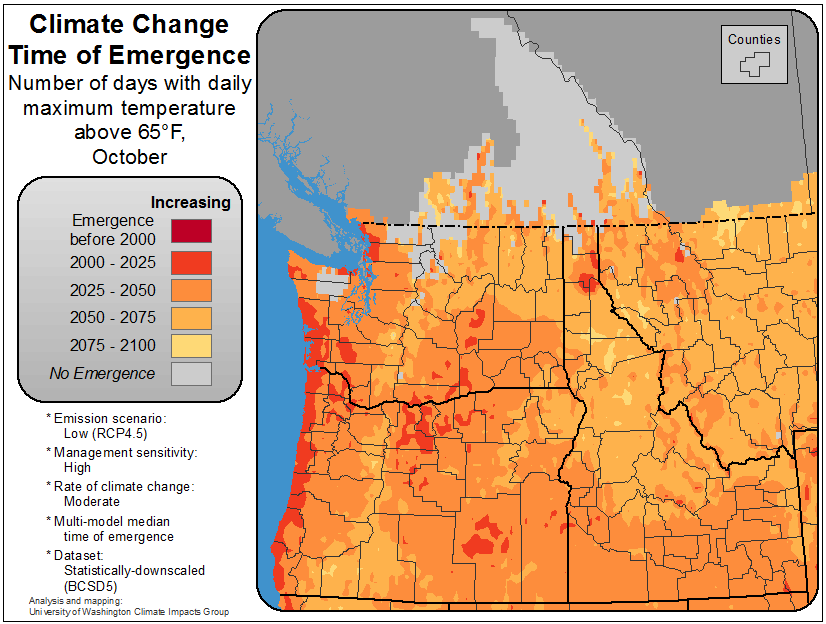 Climate Change
Time of Emergence
Number of days with daily
maximum temperature
above 65°F,
October
Increasing
Emergence
before 2000
2000 - 2025
2025 - 2050
2050 - 2075
2075 - 2100
No Emergence
* Emission scenario:
Low (RCP4.5)
* Management sensitivity:
High
* Rate of climate change:
Moderate
* Multi-model median
time of emergence
* Dataset:
Statistically-downscaled
(BCSD5)
Analysis and mapping:
University of Washington Climate Impacts Group
Counties